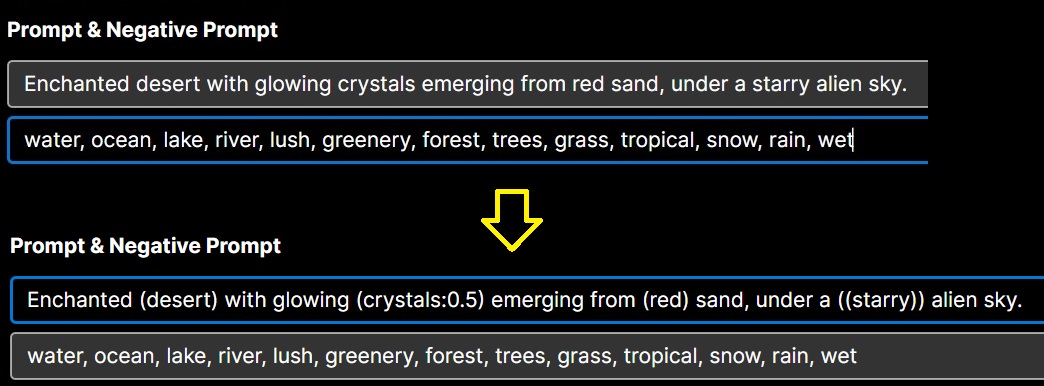 Prompt & Negative Prompt
Enchanted desert with glowing crystals emerging from red sand, under a starry alien sky.
water, ocean, lake, river, lush, greenery, forest, trees, grass, tropical, snow, rain, wet
Prompt & Negative Prompt
Enchanted (desert) with glowing (crystals:0.5) emerging from (red) sand, under a ((starry)) alien sky.
water, ocean, lake, river, lush, greenery, forest, trees, grass, tropical, snow, rain, wet